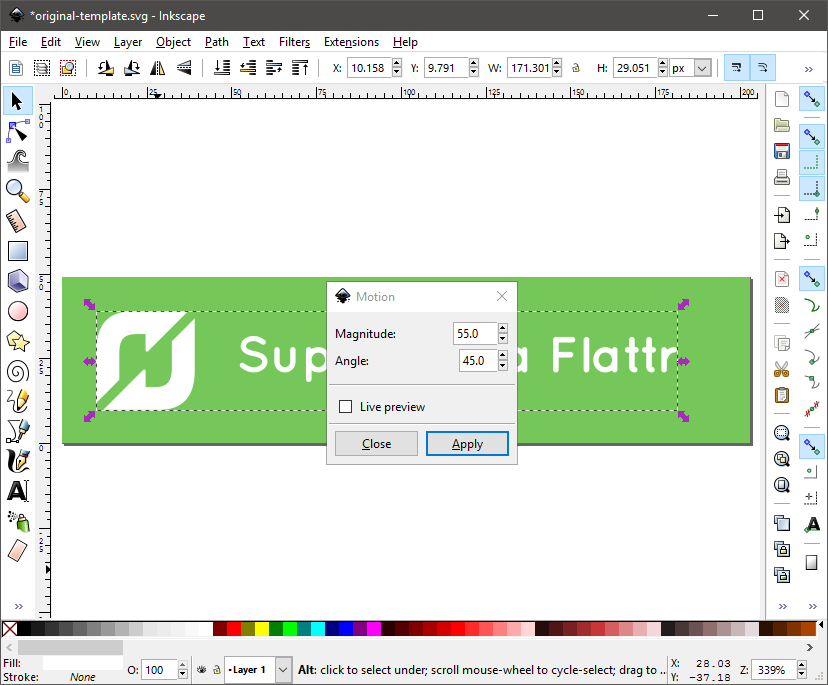 *original-template.svg - Inkscape
File Edit View Layer Object Path Text Filters Extensions Help
X: 10.158 Y: 9.791 W: 171.301 H: 29.051 px
0 25 50 75 100 125 150 175 200
Motion
Magnitude: 55.0
Angle: 45.0
Live preview
Close Apply
Sup a Flattr
Fill:
Stroke: None
O: 100
Layer 1
Alt: click to select under; scroll mouse-wheel to cycle-select; drag to ..
X: 28.03
Y: -37.18
Z: 339%